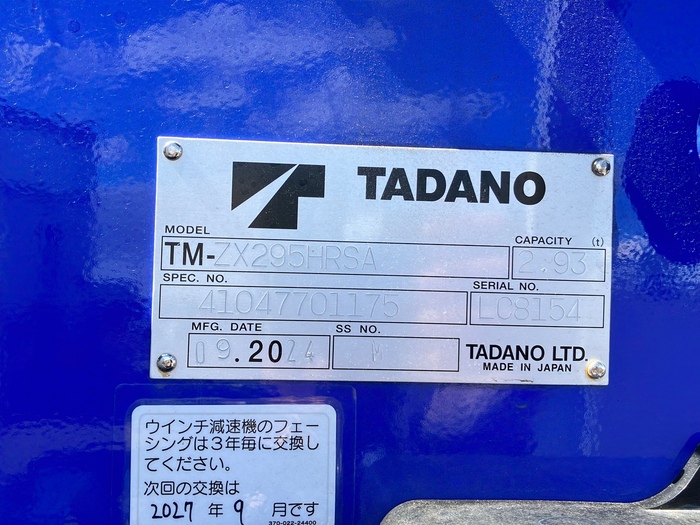 TADANO
MODEL
TM-ZX295HRSA
CAPACITY (t)
2.93
SPEC. NO.
41047701175
SERIAL NO.
LC8154
MFG. DATE
09.2024
SS NO.
M
TADANO LTD.
MADE IN JAPAN
ウインチ減速機のフェー
シングは3年毎に交換し
てください。
次回の交換は
2027 年 9 月です
370-022-24400